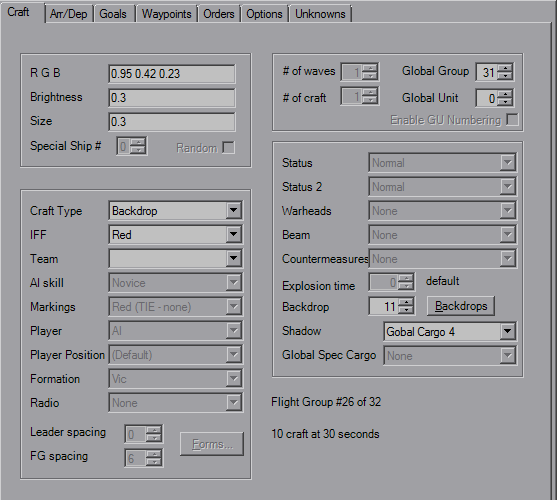 Craft Arr/Dep Goals Waypoints Orders Options Unknowns
R G B 0.95 0.42 0.23
Brightness 0.3
Size 0.3
Special Ship # 0 Random
# of waves 1 Global Group 31
# of craft 1 Global Unit 0
Enable GU Numbering
Craft Type Backdrop
IFF Red
Team
AI skill Novice
Markings Red (TIE - none)
Player AI
Player Position (Default)
Formation Vic
Radio None
Leader spacing 0
FG spacing 6
Forms...
Status Normal
Status 2 Normal
Warheads None
Beam None
Countermeasures None
Explosion time 0 default
Backdrop 11 Backdrops
Shadow Gobal Cargo 4
Global Spec Cargo None
Flight Group #26 of 32
10 craft at 30 seconds